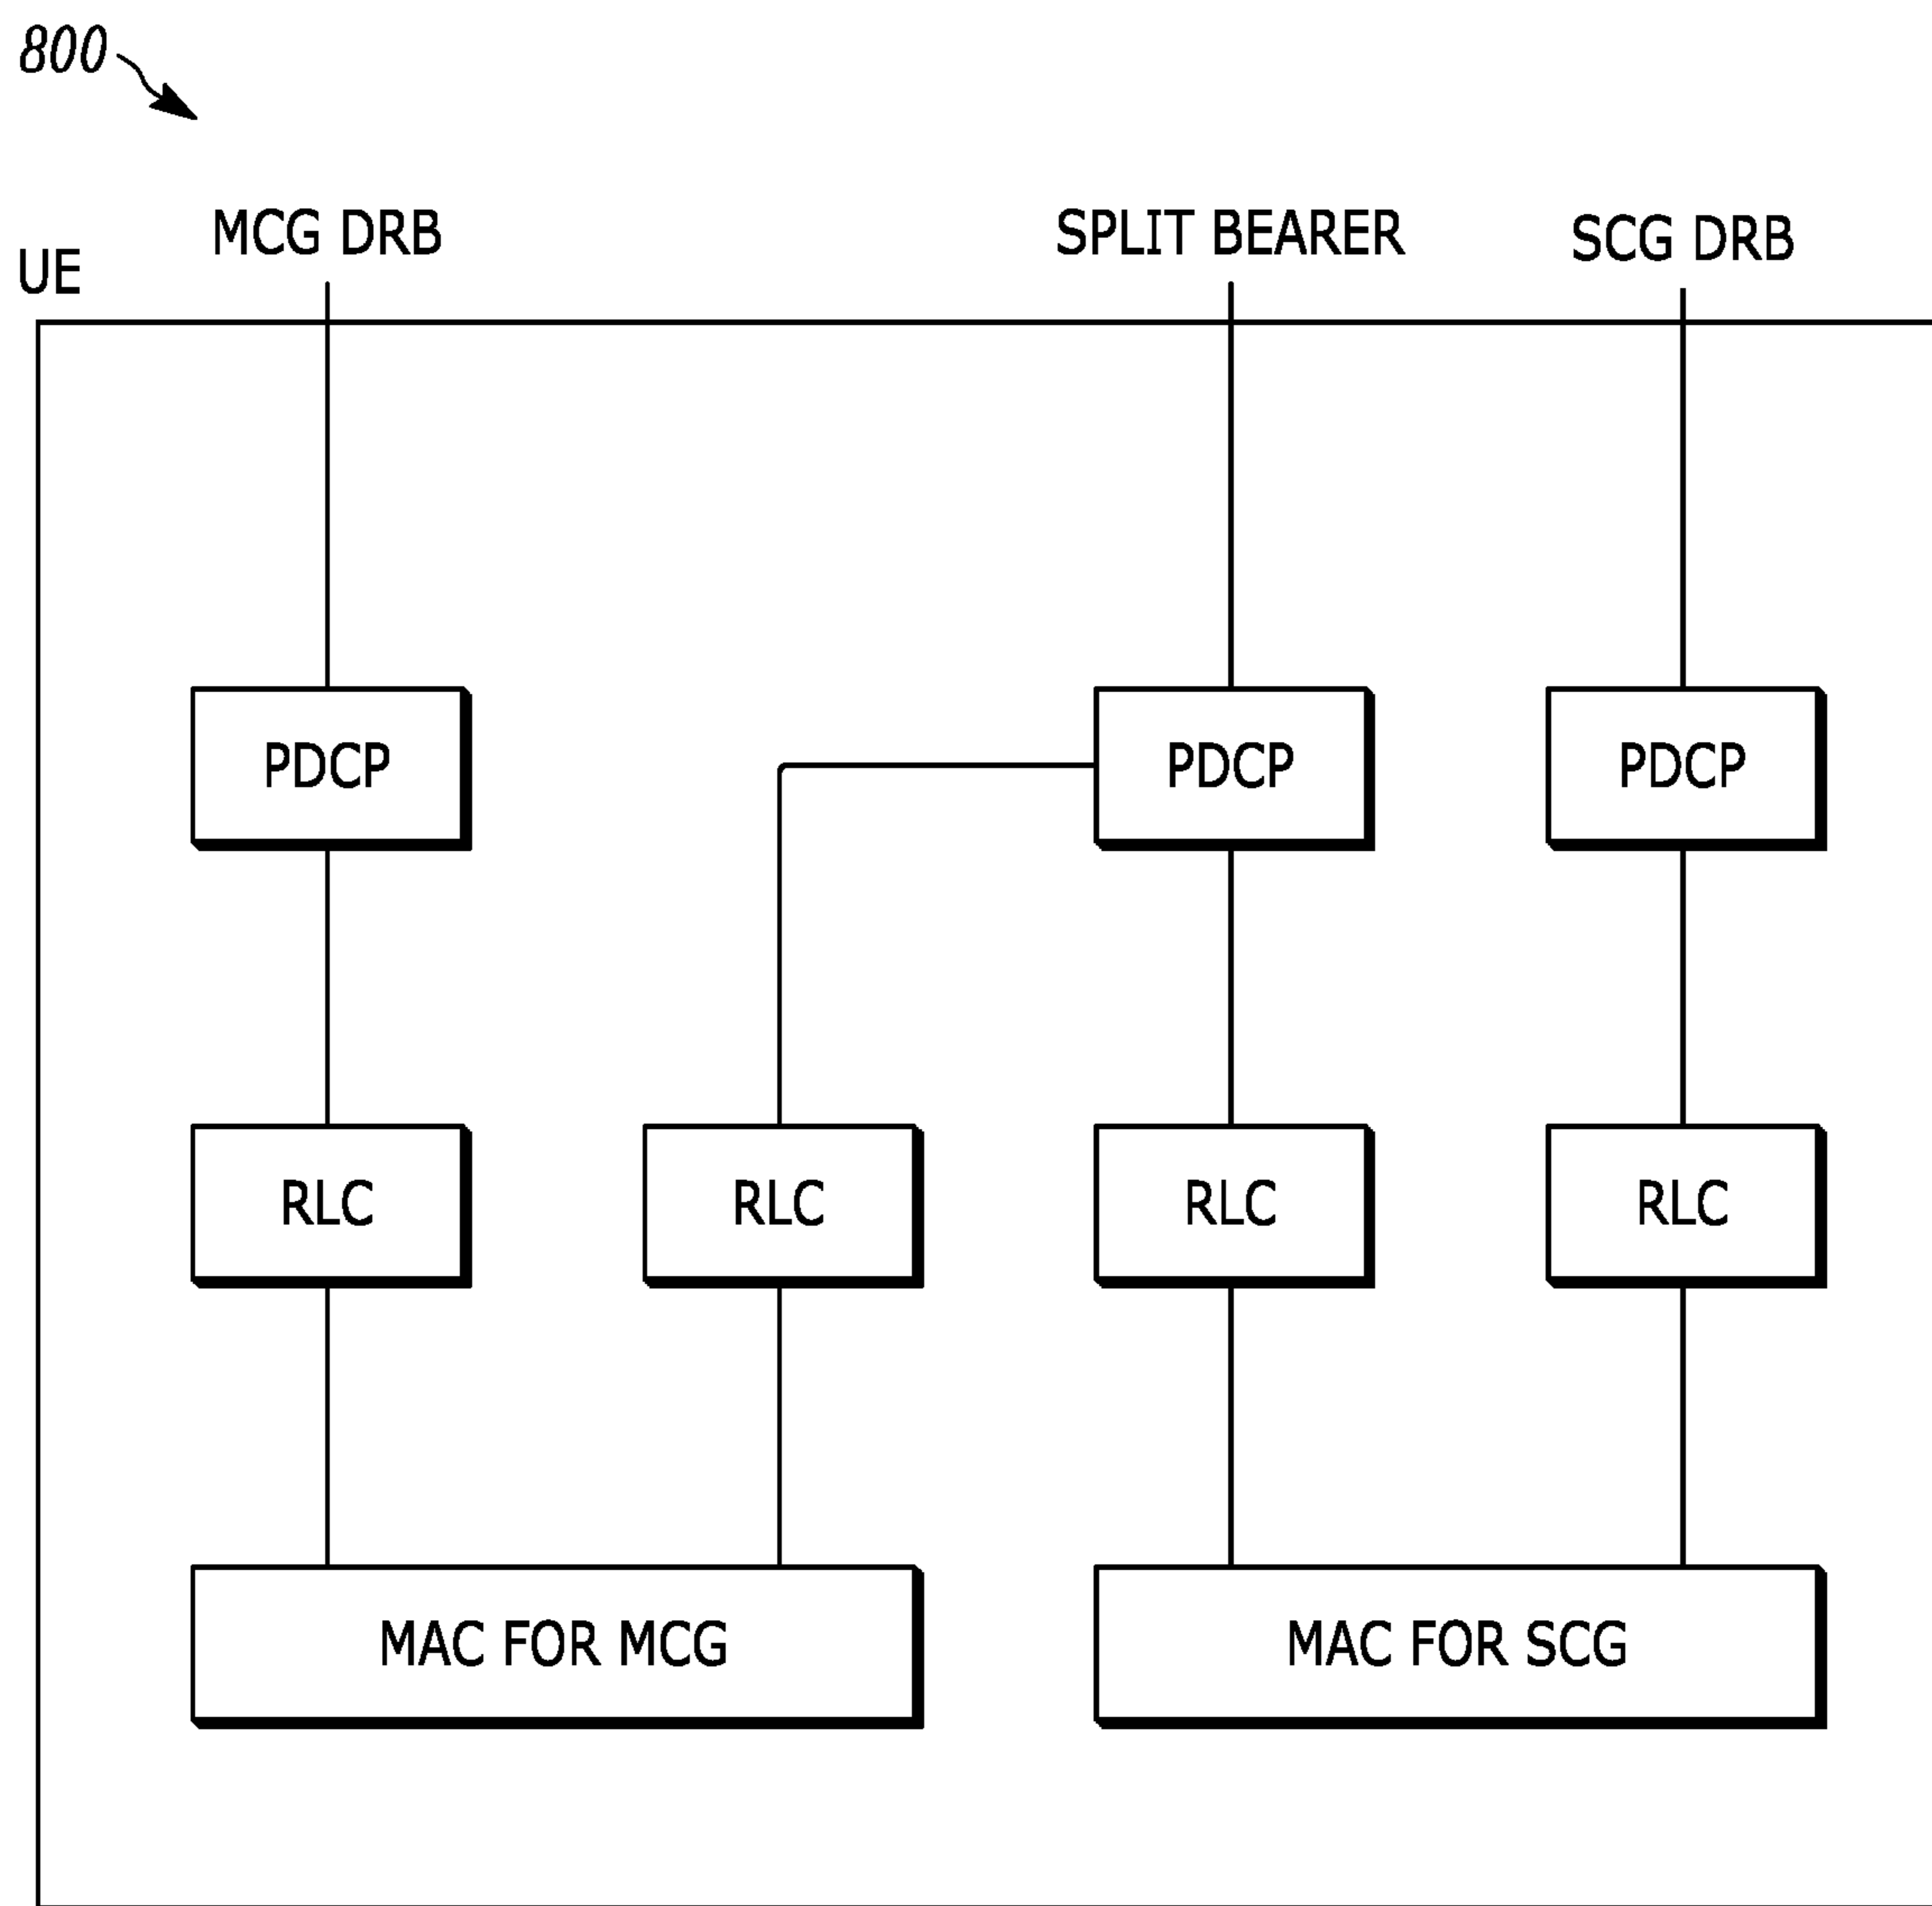 800
MCG DRB
SPLIT BEARER
SCG DRB
UE
PDCP
PDCP
PDCP
RLC
RLC
RLC
RLC
MAC FOR MCG
MAC FOR SCG